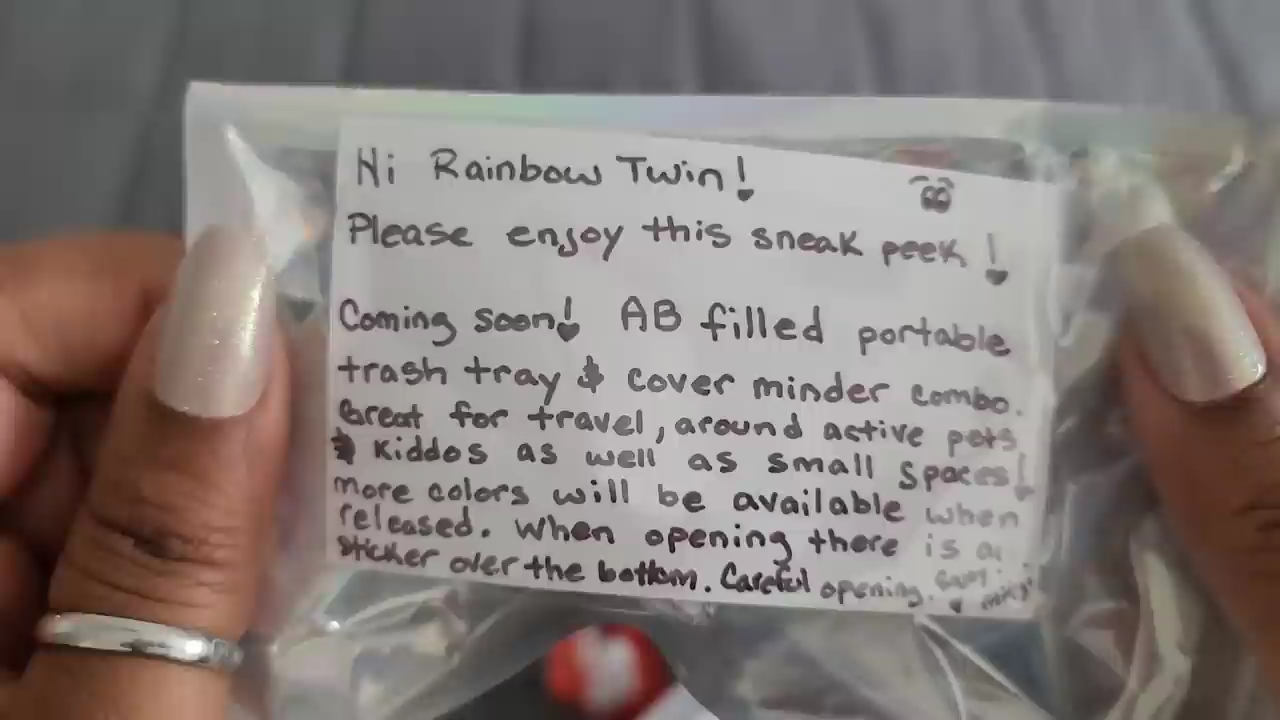 Hi Rainbow Twin!
Please enjoy this sneak peek!
Coming soon! AB filled portable
trash tray & cover minder combo.
Great for travel, around active pets
& Kiddos as well as small spaces!
more colors will be available when
released. When opening there is a
sticker over the bottom. Careful opening. Enjoy!